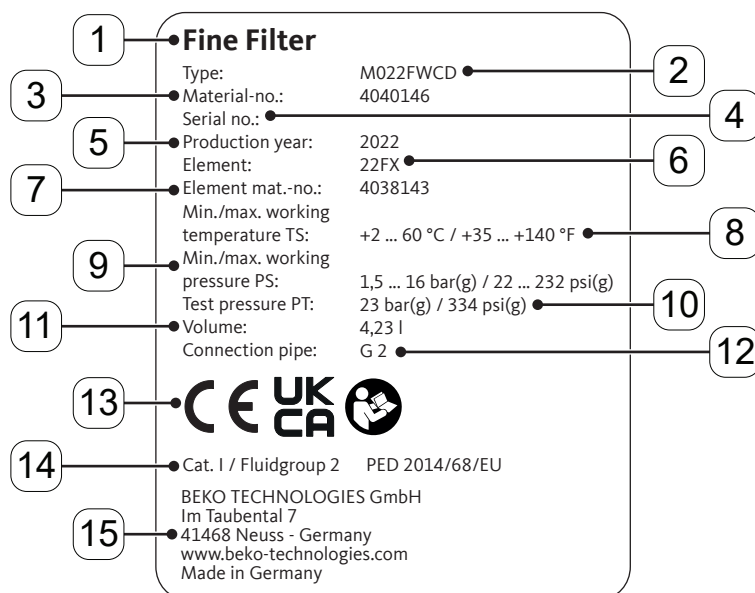 1 Fine Filter
Type: M022FWCD 2
3 Material-no.: 4040146
Serial no.: 4
5 Production year: 2022
Element: 22FX 6
7 Element mat.-no.: 4038143
Min./max. working
temperature TS: +2 ... 60 °C / +35 ... +140 °F 8
9 Min./max. working
pressure PS: 1,5 ... 16 bar(g) / 22 ... 232 psi(g)
Test pressure PT: 23 bar(g) / 334 psi(g) 10
11 Volume: 4,23 l
Connection pipe: G 2 12
13 CE UK
CA
14 Cat. I / Fluidgroup 2 PED 2014/68/EU
BEKO TECHNOLOGIES GmbH
Im Taubental 7
15 41468 Neuss - Germany
www.beko-technologies.com
Made in Germany